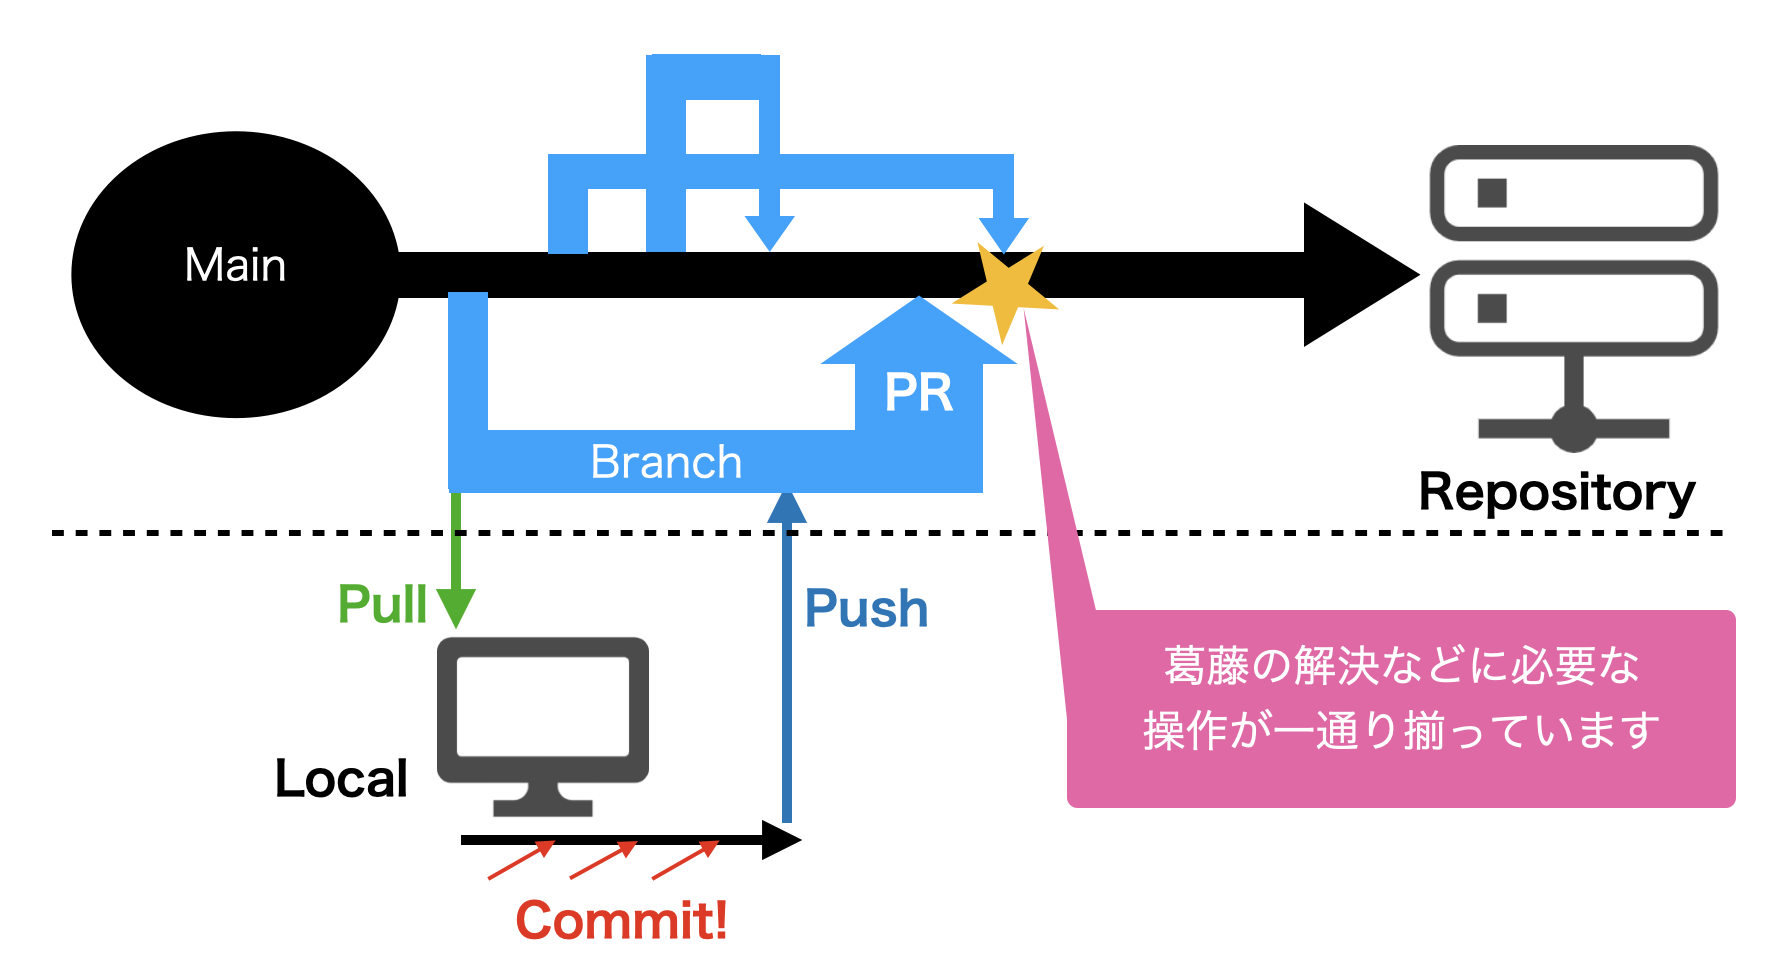 Main
PR
Branch
Repository
Pull
Push
葛藤の解決などに必要な
操作が一通り揃っています
Local
Commit!